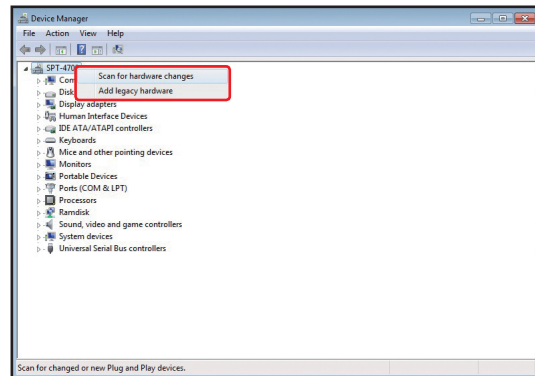 Device Manager
File Action View Help
SPT-470
Scan for hardware changes
Com
Add legacy hardware
Disk
Display adapters
Human Interface Devices
IDE ATA/ATAPI controllers
Keyboards
Mice and other pointing devices
Monitors
Portable Devices
Ports (COM & LPT)
Processors
Ramdisk
Sound, video and game controllers
System devices
Universal Serial Bus controllers
Scan for changed or new Plug and Play devices.